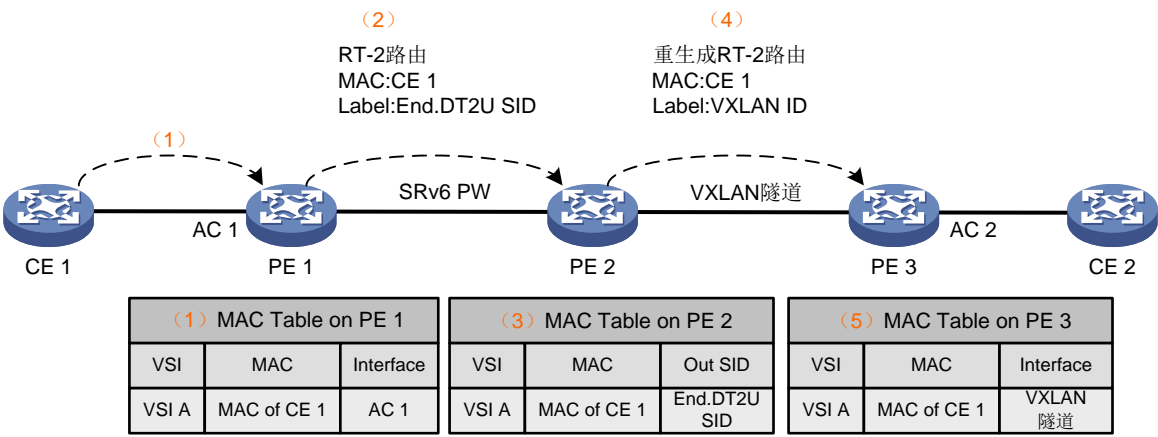 （2）
（4）
RT-2路由
MAC:CE 1
Label:End.DT2U SID
重生成RT-2路由
MAC:CE 1
Label:VXLAN ID
（1）
SRv6 PW
VXLAN隧道
AC 1
AC 2
CE 1
PE 1
PE 2
PE 3
CE 2
（1）MAC Table on PE 1
VSI MAC Interface
VSI A MAC of CE 1 AC 1
（3）MAC Table on PE 2
VSI MAC Out SID
VSI A MAC of CE 1 End.DT2U SID
（5）MAC Table on PE 3
VSI MAC Interface
VSI A MAC of CE 1 VXLAN隧道